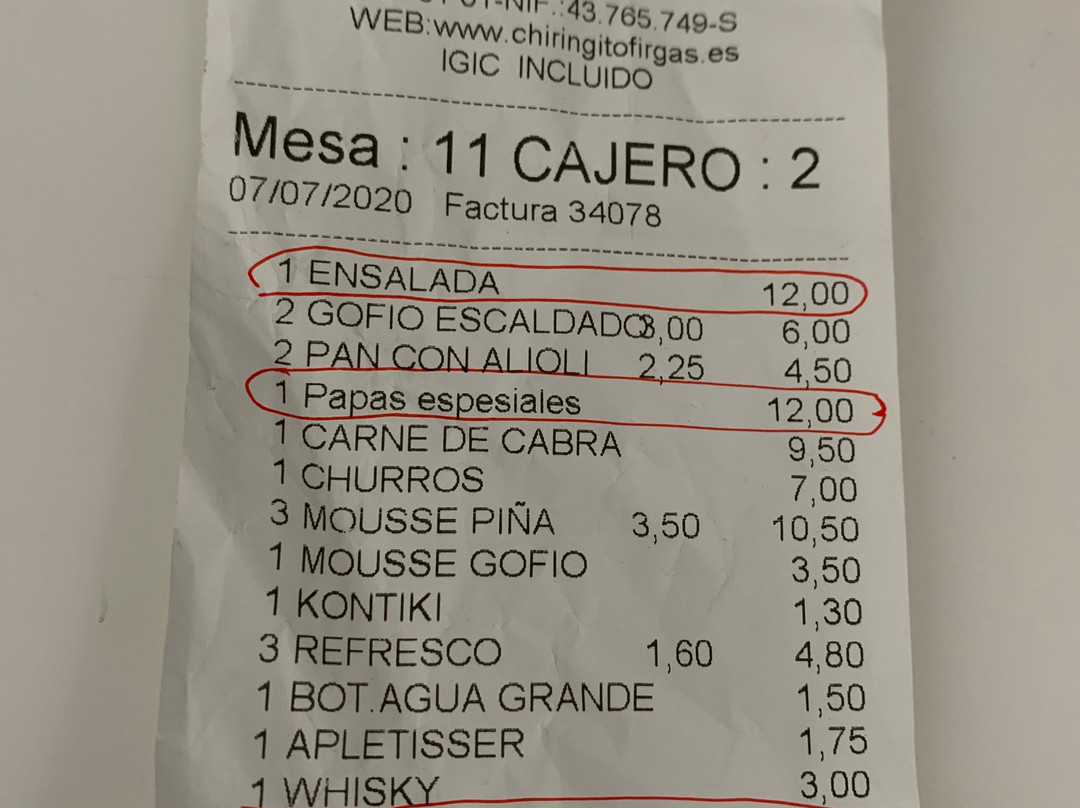 43.765.749-S
WEB:www.chiringitofirgas.es
IGIC INCLUIDO
Mesa : 11 CAJERO : 2
07/07/2020 Factura 34078
1 ENSALADA 12,00
2 GOFIO ESCALDADO 3,00 6,00
2 PAN CON ALIOLI 2,25 4,50
1 Papas espesiales 12,00
1 CARNE DE CABRA 9,50
1 CHURROS 7,00
3 MOUSSE PIÑA 3,50 10,50
1 MOUSSE GOFIO 3,50
1 KONTIKI 1,30
3 REFRESCO 1,60 4,80
1 BOT.AGUA GRANDE 1,50
1 APLETISSER 1,75
1 WHISKY 3,00